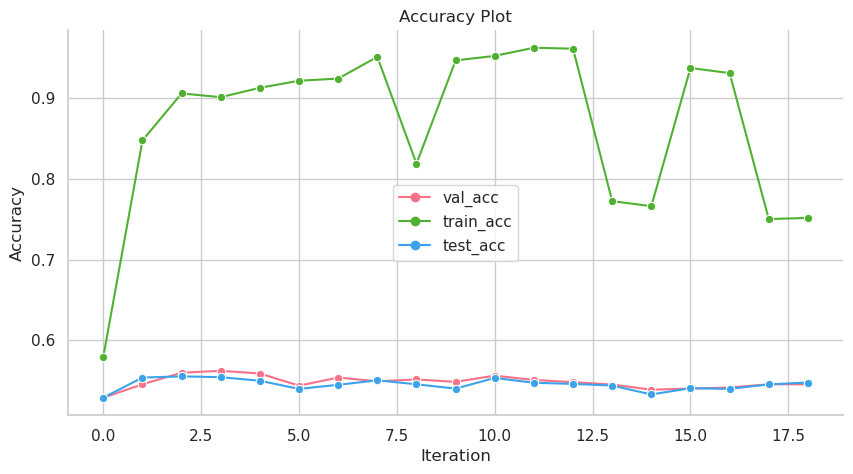 Accuracy Plot
Accuracy
0.9
0.8
0.7
0.6
val_acc
train_acc
test_acc
0.0 2.5 5.0 7.5 10.0 12.5 15.0 17.5
Iteration